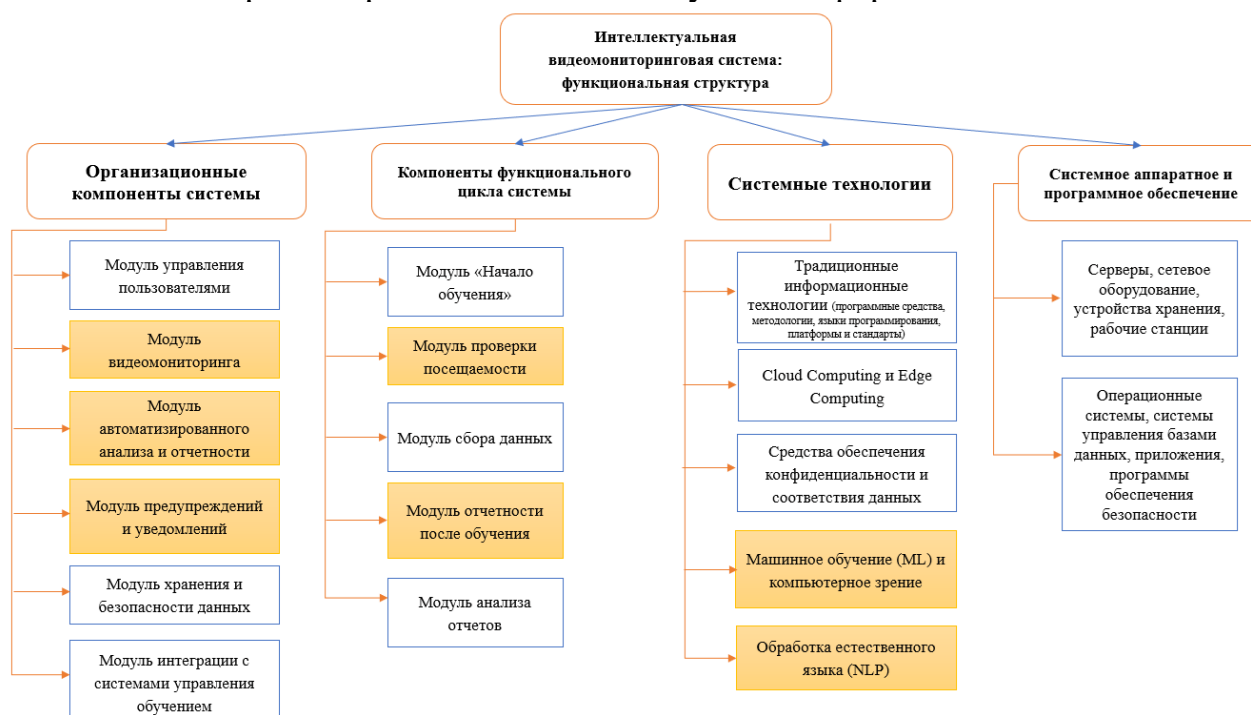 Интеллектуальная
видеомониторинговая система:
функциональная структура
Организационные
компоненты системы
Модуль управления
пользователями
Модуль
видеомониторинга
Модуль
автоматизированного
анализа и отчетности
Модуль предупреждений
и уведомлений
Модуль хранения и
безопасности данных
Модуль интеграции с
системами управления
обучением
Компоненты функционального
цикла системы
Модуль «Начало
обучения»
Модуль проверки
посещаемости
Модуль сбора данных
Модуль отчетности
после обучения
Модуль анализа
отчетов
Системные технологии
Традиционные
информационные
технологии (программные средства,
методологии, языки программирования,
платформы и стандарты)
Cloud Computing и Edge
Computing
Средства обеспечения
конфиденциальности и
соответствия данных
Машинное обучение (ML) и
компьютерное зрение
Обработка естественного
языка (NLP)
Системное аппаратное и
программное обеспечение
Серверы, сетевое
оборудование,
устройства хранения,
рабочие станции
Операционные
системы, системы
управления базами
данных, приложения,
программы
обеспечения
безопасности